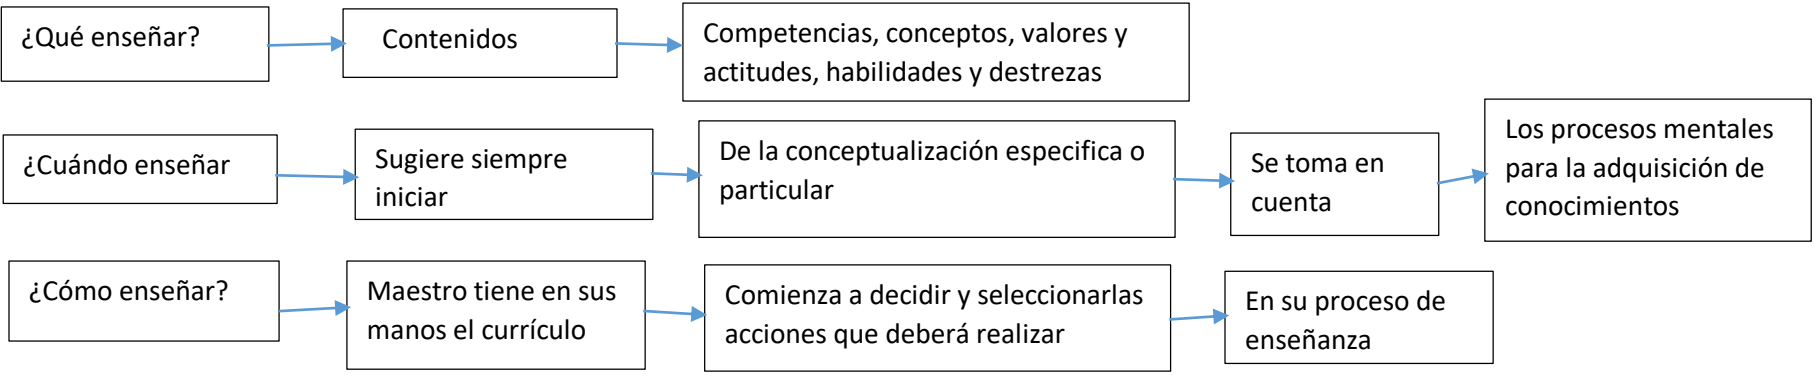 ¿Qué enseñar?
Contenidos
Competencias, conceptos, valores y
actitudes, habilidades y destrezas
¿Cuándo enseñar
Sugiere siempre
iniciar
De la conceptualización especifica o
particular
Se toma en
cuenta
Los procesos mentales
para la adquisición de
conocimientos
¿Cómo enseñar?
Maestro tiene en sus
manos el currículo
Comienza a decidir y seleccionarlas
acciones que deberá realizar
En su proceso de
enseñanza